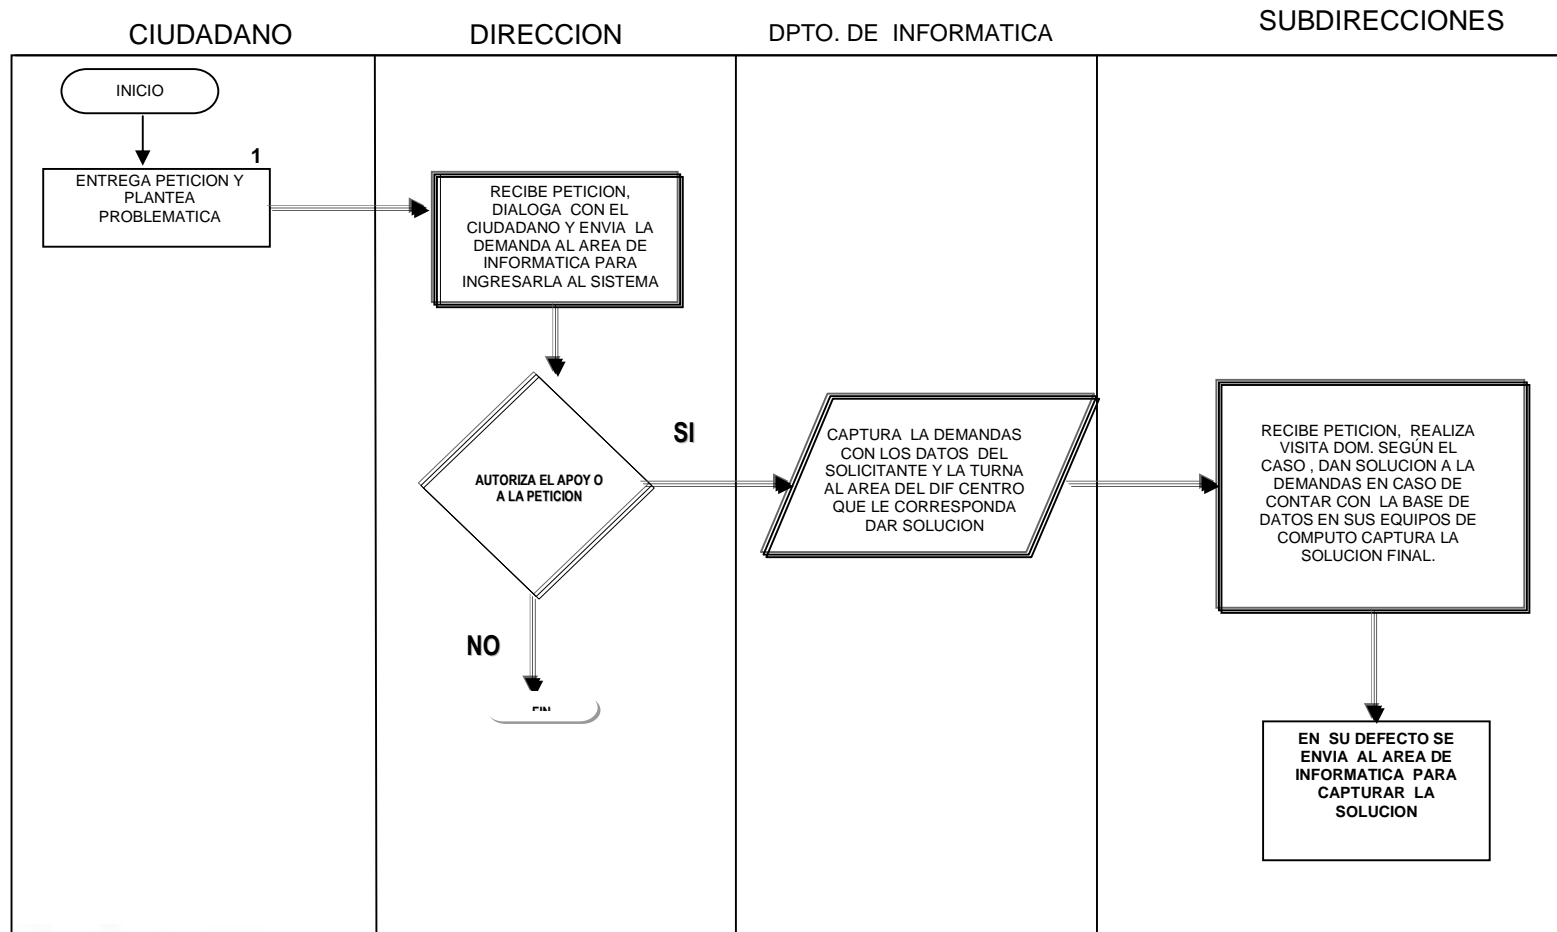 CIUDADANO
DIRECCION
DPTO. DE INFORMATICA
SUBDIRECCIONES
INICIO
1
ENTREGA PETICION Y
PLANTEA
PROBLEMATICA
RECIBE PETICION,
DIALOGA CON EL
CIUDADANO Y ENVIA LA
DEMANDA AL AREA DE
INFORMATICA PARA
INGRESARLA AL SISTEMA
AUTORIZA EL APOY O
A LA PETICION
SI
NO
FIN
CAPTURA LA DEMANDAS
CON LOS DATOS DEL
SOLICITANTE Y LA TURNA
AL AREA DEL DIF CENTRO
QUE LE CORRESPONDA
DAR SOLUCION
RECIBE PETICION, REALIZA
VISITA DOM. SEGÚN EL
CASO , DAN SOLUCION A LA
DEMANDAS EN CASO DE
CONTAR CON LA BASE DE
DATOS EN SUS EQUIPOS DE
COMPUTO CAPTURA LA
SOLUCION FINAL.
EN SU DEFECTO SE
ENVIA AL AREA DE
INFORMATICA PARA
CAPTURAR LA
SOLUCION